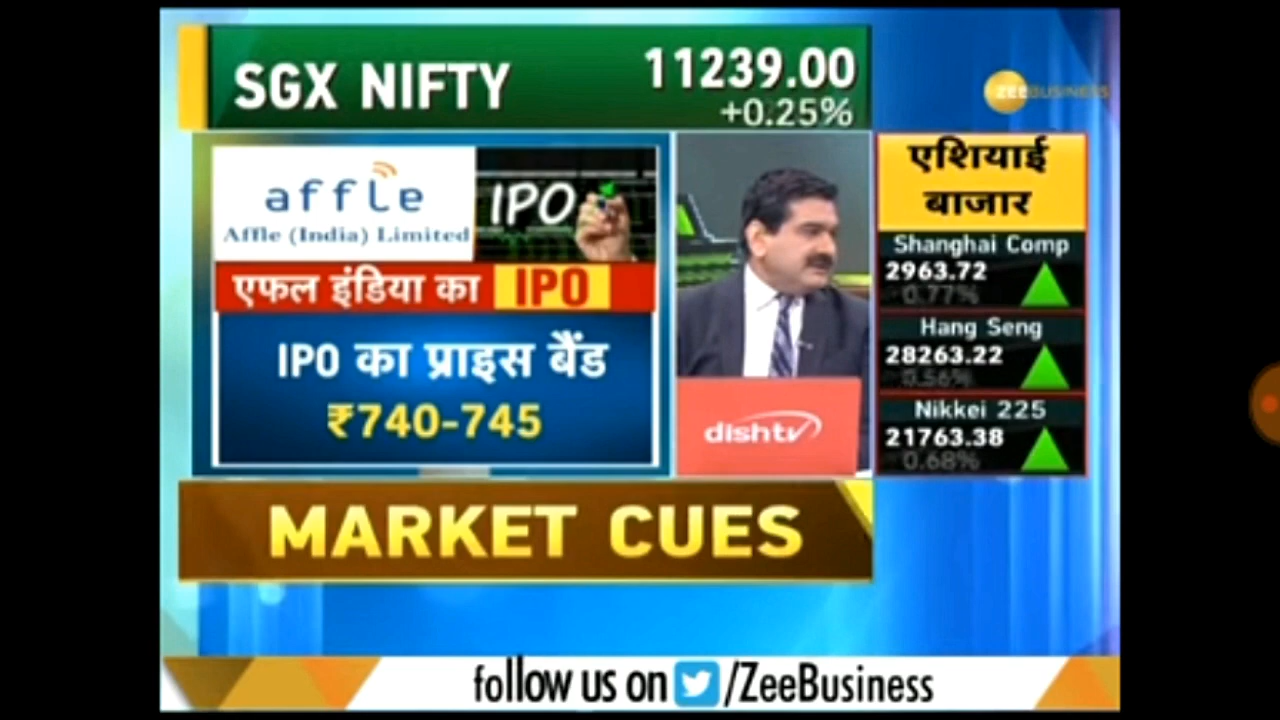 SGX NIFTY
11239.00
+0.25%
ZEEBUSINESS
affle
Affle (India) Limited
IPO
एफल इंडिया का IPO
IPO का प्राइस बैंड
₹740-745
dishtv
एशियाई
बाजार
Shanghai Comp
2963.72
0.77%
Hang Seng
28263.22
0.56%
Nikkei 225
21763.38
0.68%
MARKET CUES
follow us on /ZeeBusiness